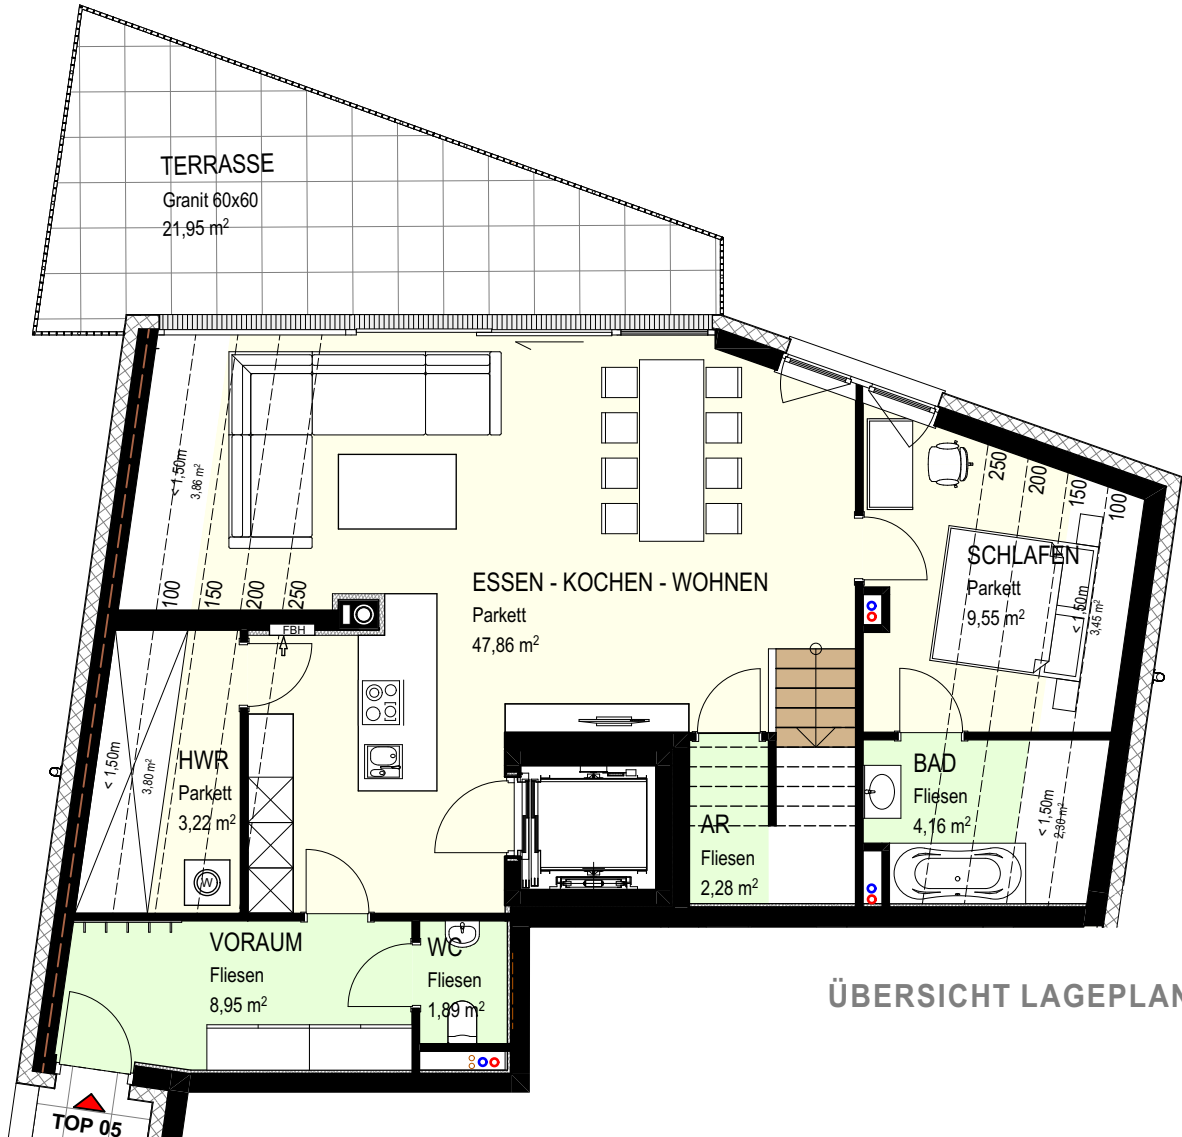 TERRASSE
Granit 60x60
21,95 m²
< 1,50m
3,86 m²
100
150
200
250
250
200
150
100
ESSEN - KOCHEN - WOHNEN
Parkett
47,86 m²
SCHLAFEN
Parkett
9,55 m²
< 1,50m
3,45 m²
FBH
HWR
Parkett
3,22 m²
< 1,50m
3,80 m²
W
AR
Fliesen
2,28 m²
BAD
Fliesen
4,16 m²
< 1,50m
2,30 m²
VORAUM
Fliesen
8,95 m²
WC
Fliesen
1,89 m²
ÜBERSICHT LAGEPLAN
TOP 05